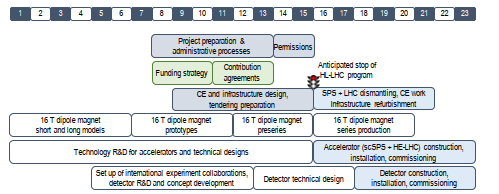 1 2 3 4 5 6 7 8 9 10 11 12 13 14 15 16 17 18 19 20 21 22 23
Project preparation &
administrative processes
Permissions
Funding strategy
Contribution
agreements
Anticipated stop of
HL-LHC program
CE and infrastructure design,
tendering preparation
SPS + LHC dismantling, CE work
Infrastructure refurbishment
16 T dipole magnet
short and long models
16 T dipole magnet
prototypes
16 T dipole magnet
preseries
16 T dipole magnet
series production
Technology R&D for accelerators and technical designs
Accelerator (scSPS + HE-LHC) construction,
installation, commissioning
Set up of international experiment collaborations,
detector R&D and concept development
Detector technical design
Detector construction,
installation, commissioning